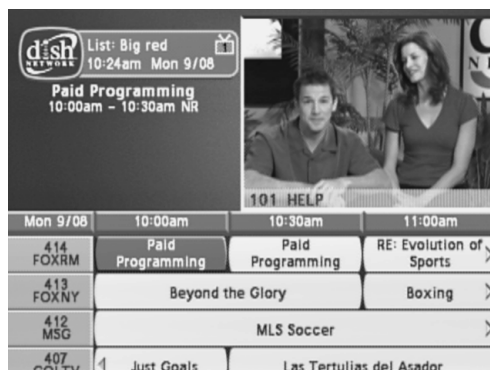 dish
NETWORK
List: Big red
1
10:24am Mon 9/08
Paid Programming
10:00am - 10:30am NR
101 HELP
Mon 9/08 10:00am 10:30am 11:00am
414 FOXRM Paid Programming Paid Programming RE: Evolution of Sports
413 FOXNY Beyond the Glory Boxing
412 MSG MLS Soccer
407 GOLTV Just Goals Las Tertulias del Asador